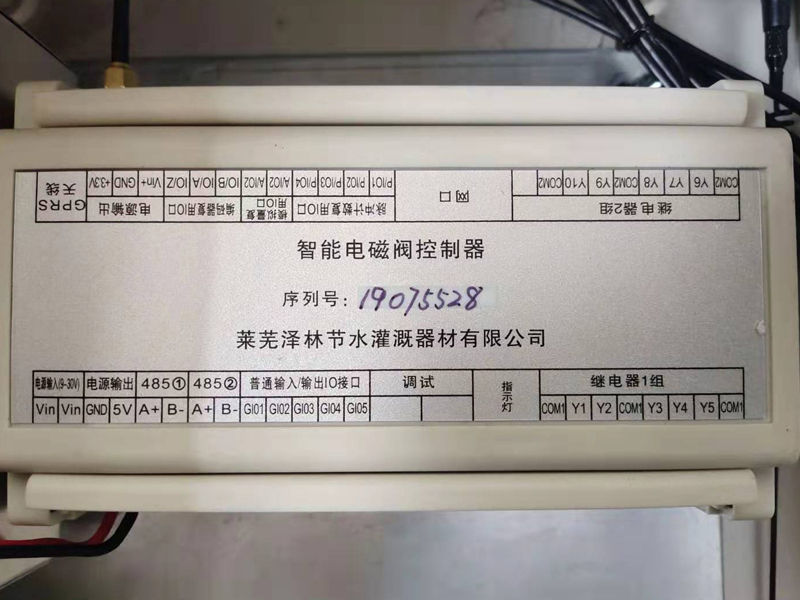 COM2 Y6 Y7 Y8 COM2 Y9 Y10 COM2
继电器2组
网口
P/IO1 P/IO2 P/IO3 P/IO4
脉冲计数复用IO口
A/IO2 A/IO2
模拟量复用IO口
IO/B IO/A IO/Z
编码器复用IO口
Vin+ GND +3.3V
电源输出
GPRS
天线
智能电磁阀控制器
序列号：19075528
莱芜泽林节水灌溉器材有限公司
电源输入(9-30V) 电源输出 485① 485② 普通输入/输出IO接口 调试 指示灯 继电器1组
Vin Vin GND 5V A+ B- A+ B- GI01 GI02 GI03 GI04 GI05 COM1 Y1 Y2 COM1 Y3 Y4 Y5 COM1